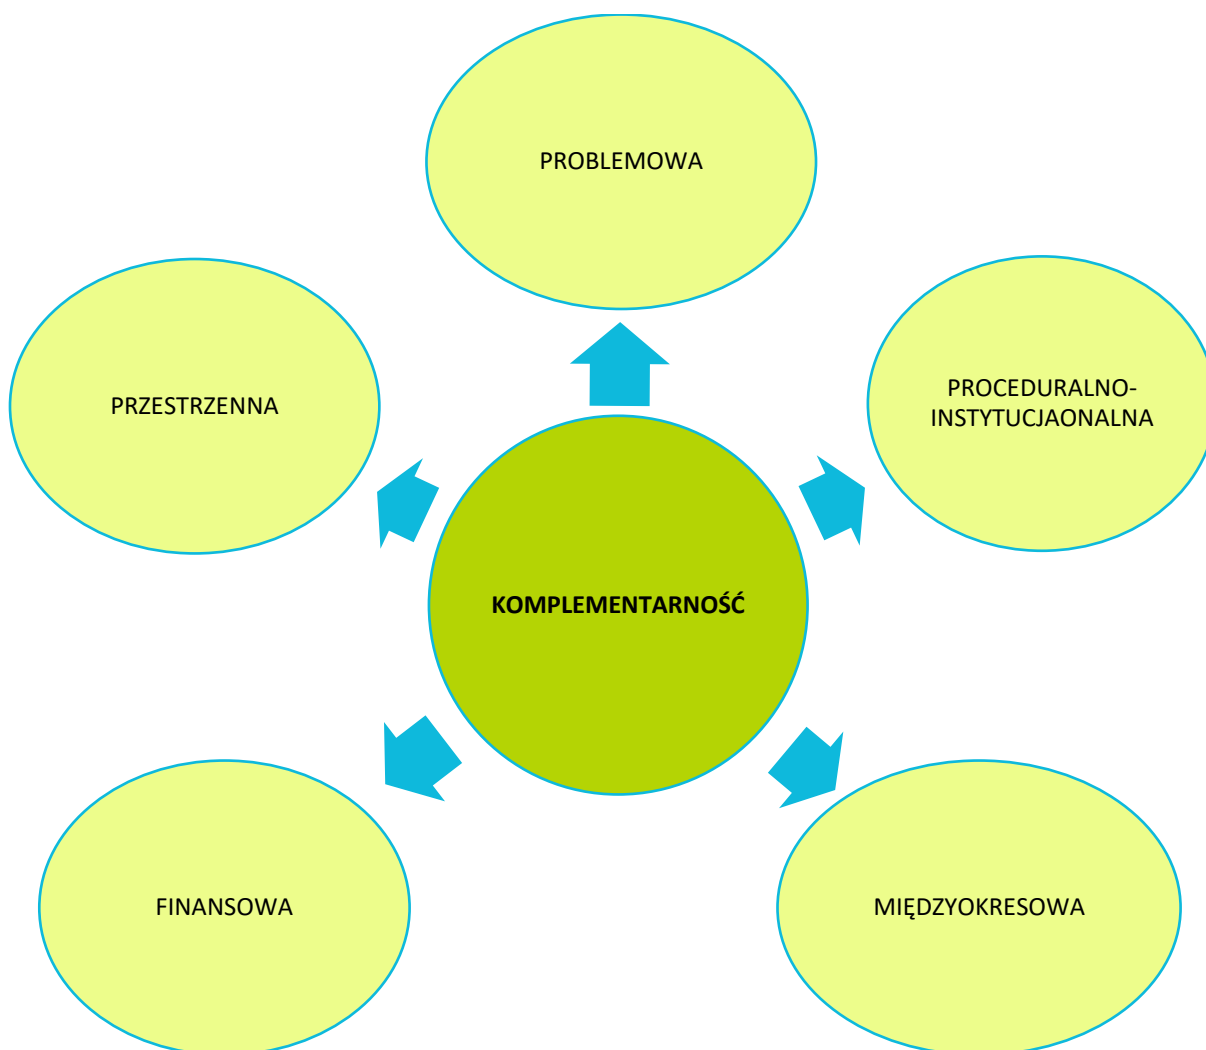 PROBLEMOWA
PRZESTRZENNA
PROCEDURALNO-
INSTYTUCJAONALNA
KOMPLEMENTARNOŚĆ
FINANSOWA
MIĘDZYOKRESOWA